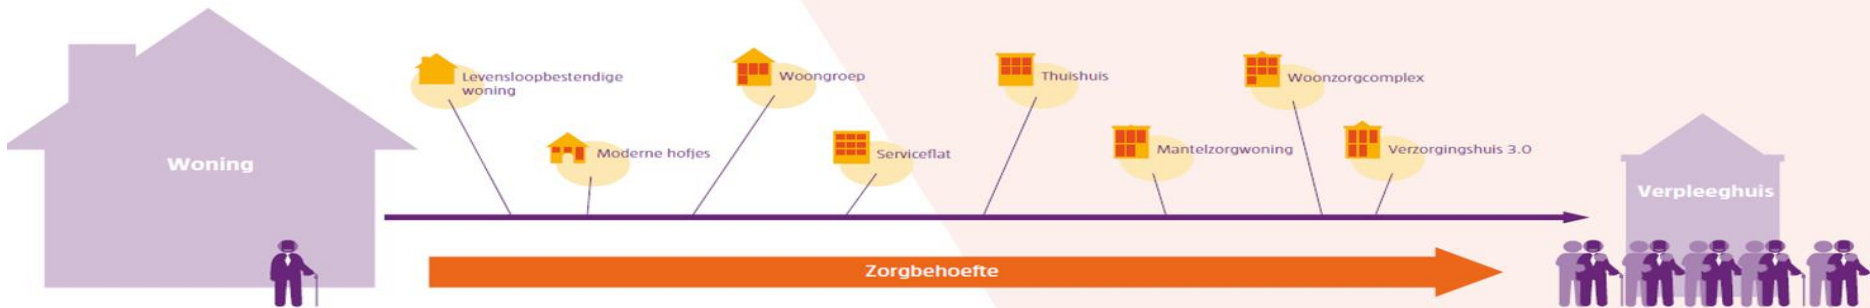 Levensloopbestendige
woning
Woongroep
Thuishuis
Woonzorgcomplex
Moderne hofjes
Serviceflat
Mantelzorgwoning
Verzorgingshuis 3.0
Woning
Verpleeghuis
Zorgbehoefte